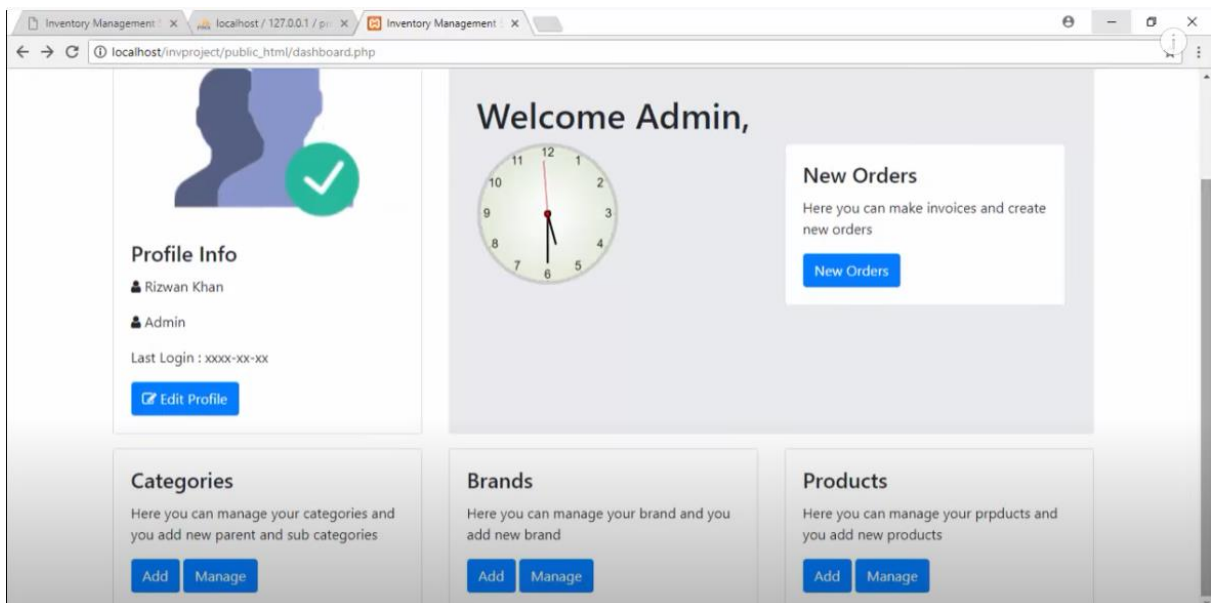 Inventory Management S
localhost / 127.0.0.1 / pr
Inventory Management S
localhost/invproject/public_html/dashboard.php
Welcome Admin,
12
1
2
3
4
5
6
7
8
9
10
11
New Orders
Here you can make invoices and create
new orders
New Orders
Profile Info
Rizwan Khan
Admin
Last Login : xxxx-xx-xx
Edit Profile
Categories
Here you can manage your categories and
you add new parent and sub categories
Add Manage
Brands
Here you can manage your brand and you
add new brand
Add Manage
Products
Here you can manage your prpducts and
you add new products
Add Manage